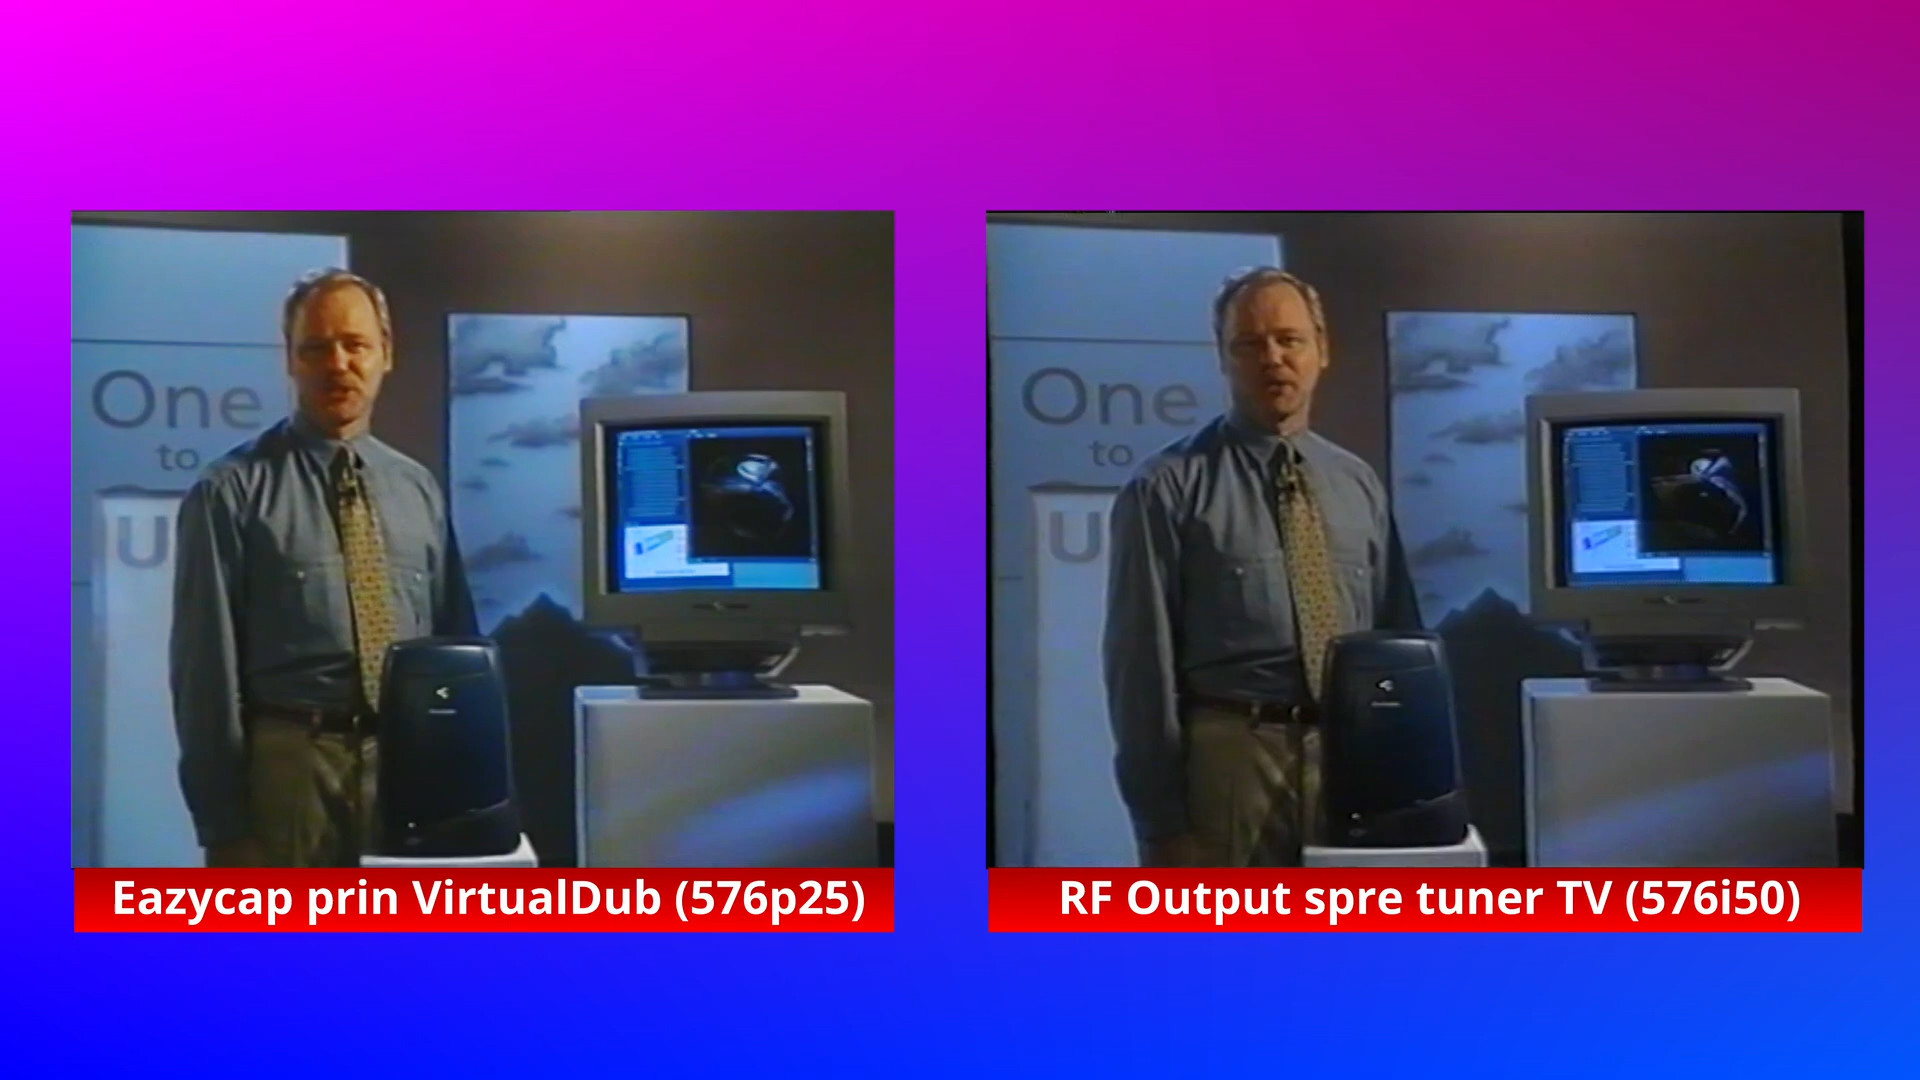 One
to
U
Eazycap prin VirtualDub (576p25)
One
to
U
RF Output spre tuner TV (576i50)